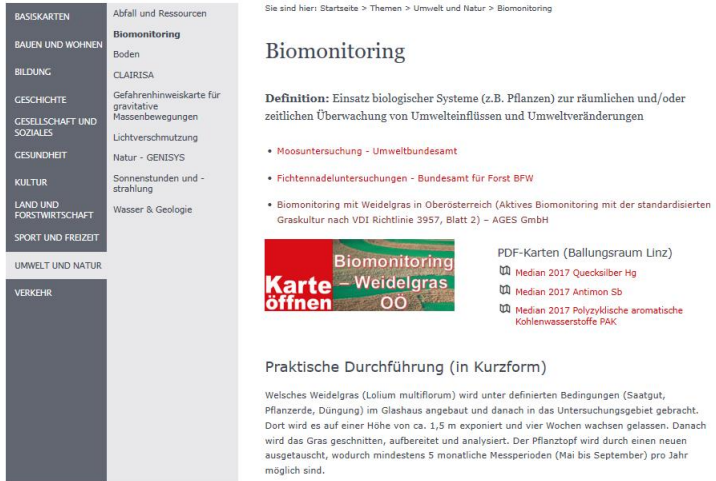 BASISKARTEN
BAUEN UND WOHNEN
BILDUNG
GESCHICHTE
GESELLSCHAFT UND
SOZIALES
GESUNDHEIT
KULTUR
LAND UND
FORSTWIRTSCHAFT
SPORT UND FREIZEIT
UMWELT UND NATUR
VERKEHR
Abfall und Ressourcen
Biomonitoring
Boden
CLAIRISA
Gefahrenhinweiskarte für
gravitative
Massenbewegungen
Lichtverschmutzung
Natur - GENISYS
Sonnenstunden und -
strahlung
Wasser & Geologie
Sie sind hier: Startseite > Themen > Umwelt und Natur > Biomonitoring
Biomonitoring
Definition: Einsatz biologischer Systeme (z.B. Pflanzen) zur räumlichen und/oder
zeitlichen Überwachung von Umwelteinflüssen und Umweltveränderungen
• Moosuntersuchung - Umweltbundesamt
• Fichtennadeluntersuchungen - Bundesamt für Forst BFW
• Biomonitoring mit Weidelgras in Oberösterreich (Aktives Biomonitoring mit der standardisierten
Graskultur nach VDI Richtlinie 3957, Blatt 2) – AGES GmbH
Karte
öffnen
Biomonitoring
– Weidelgras
OÖ
PDF-Karten (Ballungsraum Linz)
Median 2017 Quecksilber Hg
Median 2017 Antimon Sb
Median 2017 Polyzyklische aromatische
Kohlenwasserstoffe PAK
Praktische Durchführung (in Kurzform)
Welsches Weidelgras (Lolium multiflorum) wird unter definierten Bedingungen (Saatgut,
Pflanzerde, Düngung) im Glashaus angebaut und danach in das Untersuchungsgebiet gebracht.
Dort wird es auf einer Höhe von ca. 1,5 m exponiert und vier Wochen wachsen gelassen. Danach
wird das Gras geschnitten, aufbereitet und analysiert. Der Pflanztopf wird durch einen neuen
ausgetauscht, wodurch mindestens 5 monatliche Messperioden (Mai bis September) pro Jahr
möglich sind.